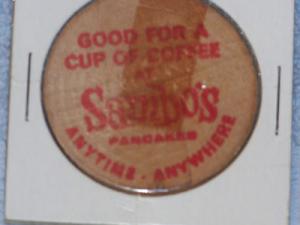 GOOD FOR A
CUP OF COFFEE
AT
Sambo's
PANCAKES
ANYTIME - ANYWHERE